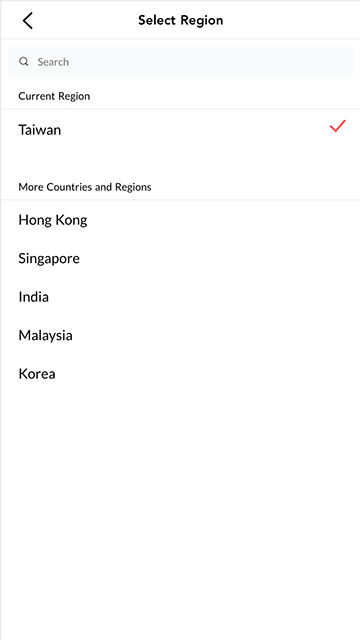 Select Region
Search
Current Region
Taiwan
More Countries and Regions
Hong Kong
Singapore
India
Malaysia
Korea